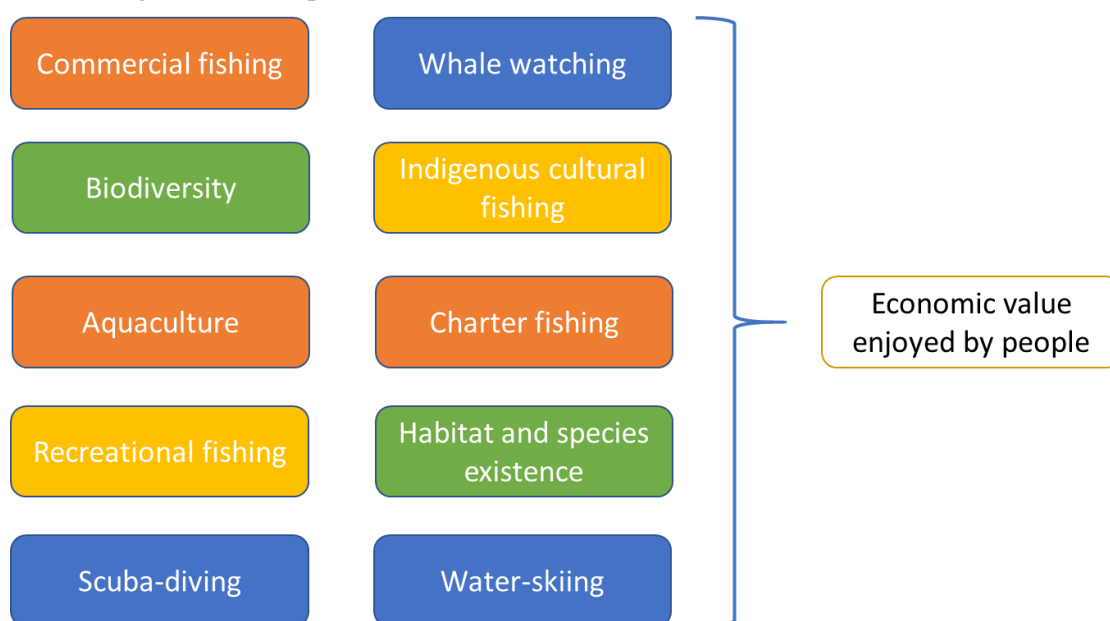 Commercial fishing
Whale watching
Biodiversity
Indigenous cultural
fishing
Aquaculture
Charter fishing
Economic value
enjoyed by people
Recreational fishing
Habitat and species
existence
Scuba-diving
Water-skiing